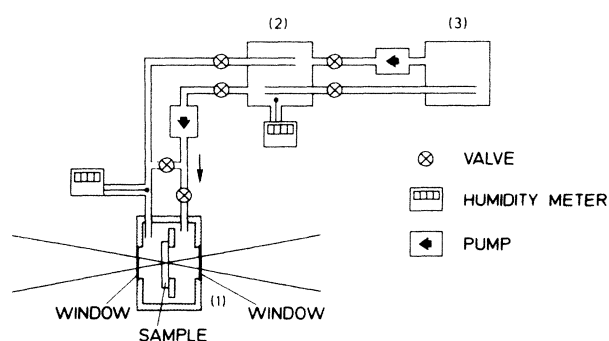 (2)
(3)
VALVE
HUMIDITY METER
PUMP
(1)
WINDOW
WINDOW
SAMPLE